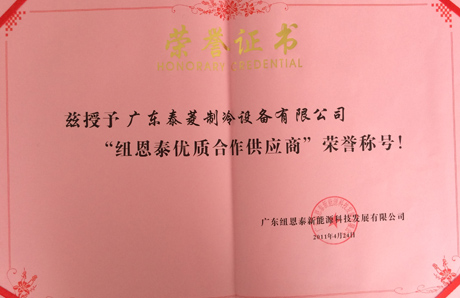 荣誉证书
HONORARY CREDENTIAL
兹授予 广东泰菱制冷设备有限公司
“纽恩泰优质合作供应商”荣誉称号!
广东纽恩泰新能源科技发展有限公司
2011年4月24日